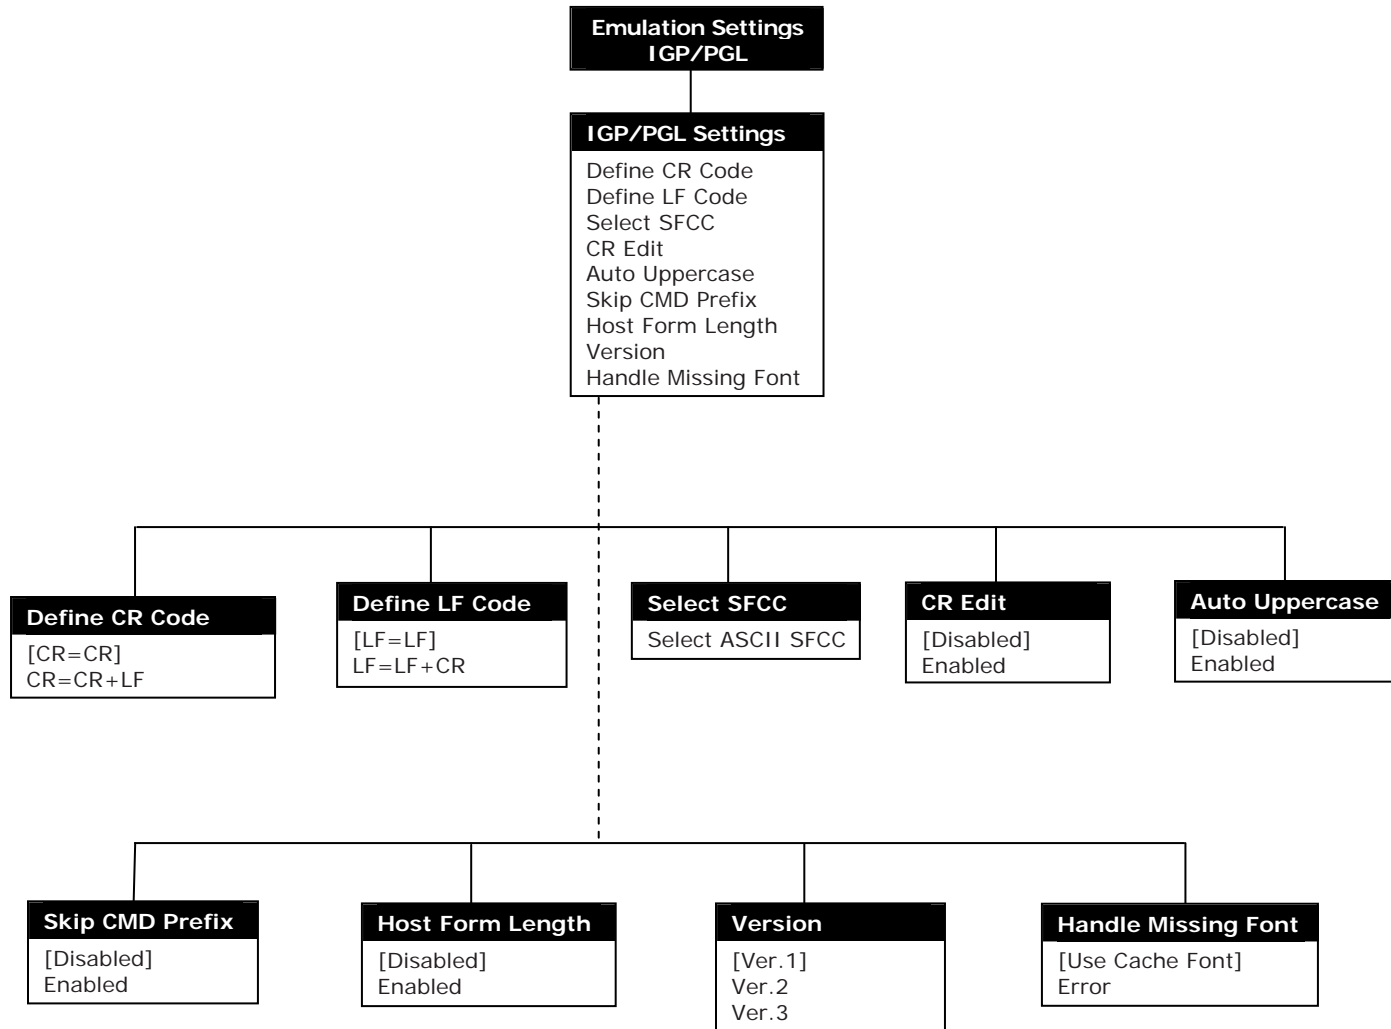 Emulation Settings
IGP/PGL
IGP/PGL Settings
Define CR Code
Define LF Code
Select SFCC
CR Edit
Auto Uppercase
Skip CMD Prefix
Host Form Length
Version
Handle Missing Font
Define CR Code
[CR=CR]
CR=CR+LF
Define LF Code
[LF=LF]
LF=LF+CR
Select SFCC
Select ASCII SFCC
CR Edit
[Disabled]
Enabled
Auto Uppercase
[Disabled]
Enabled
Skip CMD Prefix
[Disabled]
Enabled
Host Form Length
[Disabled]
Enabled
Version
[Ver.1]
Ver.2
Ver.3
Handle Missing Font
[Use Cache Font]
Error